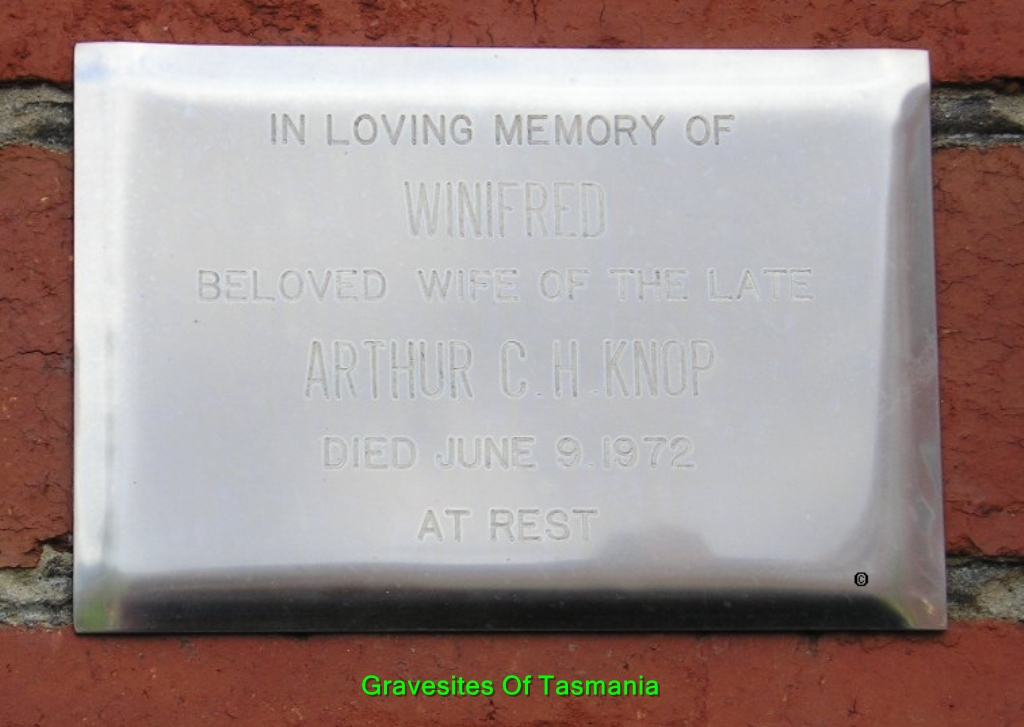 IN LOVING MEMORY OF
WINIFRED
BELOVED WIFE OF THE LATE
ARTHUR C.H.KNOP
DIED JUNE 9.1972
AT REST
©
Gravesites Of Tasmania